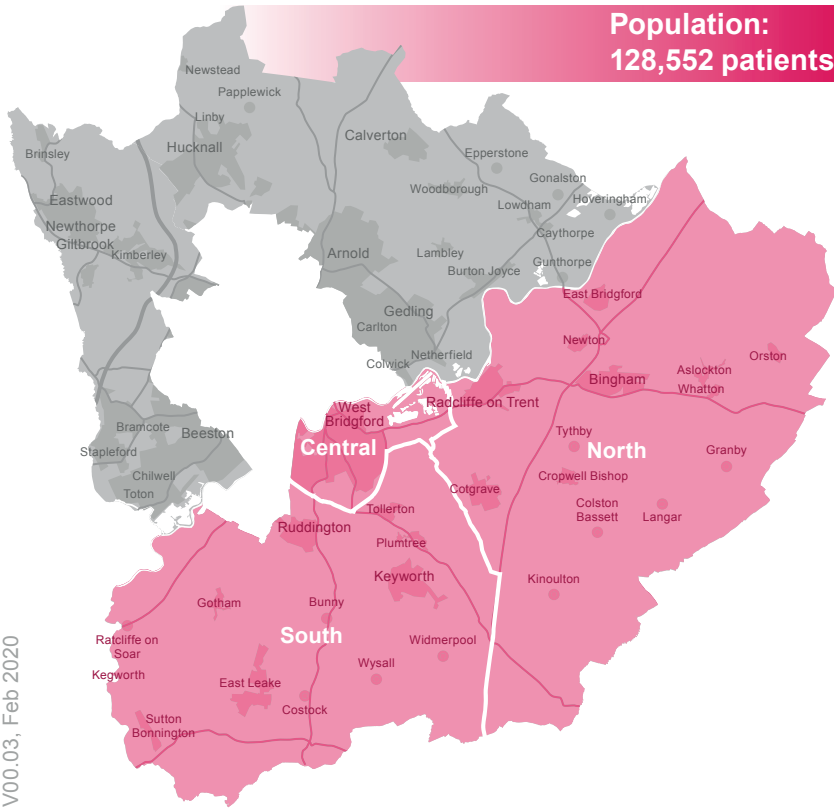 Population:
128,552 patients
Newstead
Papplewick
Linby
Hucknall
Calverton
Brinsley
Epperstone
Gonalston
Woodborough
Hoveringham
Eastwood
Lowdham
Newthorpe
Caythorpe
Giltbrook
Kimberley
Arnold
Lambley
Gunthorpe
Burton Joyce
East Bridgford
Gedling
Carlton
Newton
Netherfield
Colwick
Orston
Aslockton
Bingham
Whatton
Radcliffe on Trent
West
Bridgford
Bramcote
Beeston
Tythby
Central
North
Stapleford
Granby
Chilwell
Cropwell Bishop
Toton
Cotgrave
Colston
Bassett
Langar
Tollerton
Ruddington
Plumtree
Keyworth
Kinoulton
Gotham
Bunny
South
Ratcliffe on
Soar
Widmerpool
Wysall
Kegworth
East Leake
Costock
Sutton
Bonnington
V00.03, Feb 2020